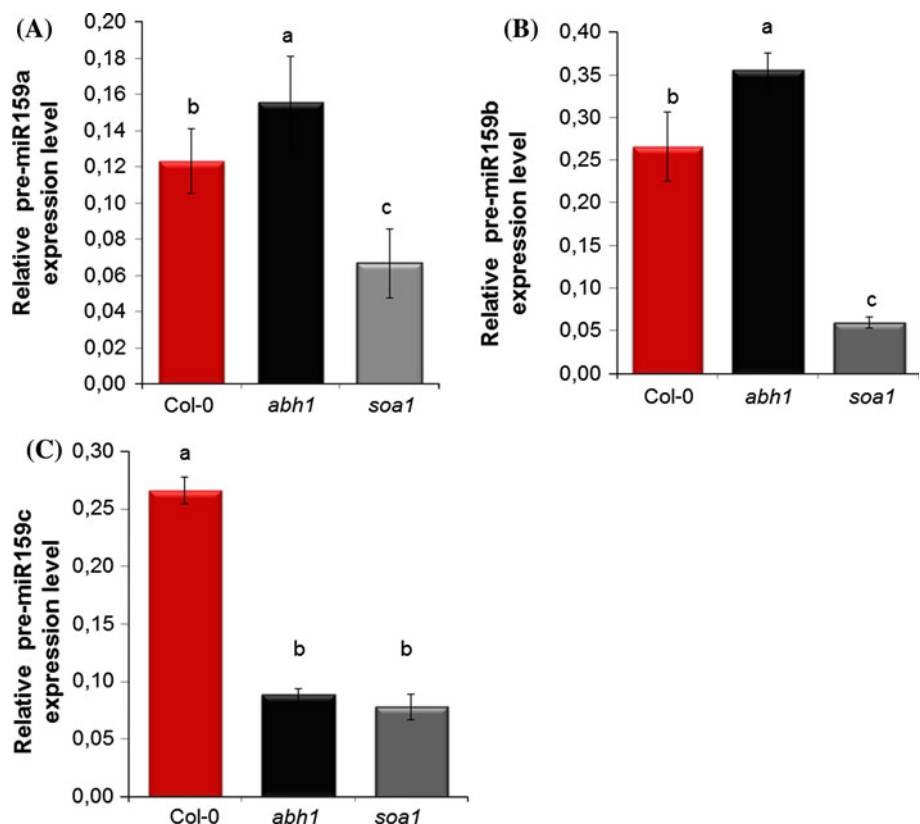 (A)
Relative pre-miR159a
expression level
0,20
0,18
0,16
0,14
0,12
0,10
0,08
0,06
0,04
0,02
0,00
b
a
c
Col-0 abh1 soa1
(B)
Relative pre-miR159b
expression level
0,40
0,35
0,30
0,25
0,20
0,15
0,10
0,05
0,00
b
a
c
Col-0 abh1 soa1
(C)
Relative pre-miR159c
expression level
0,30
0,25
0,20
0,15
0,10
0,05
0,00
a
b
b
Col-0 abh1 soa1